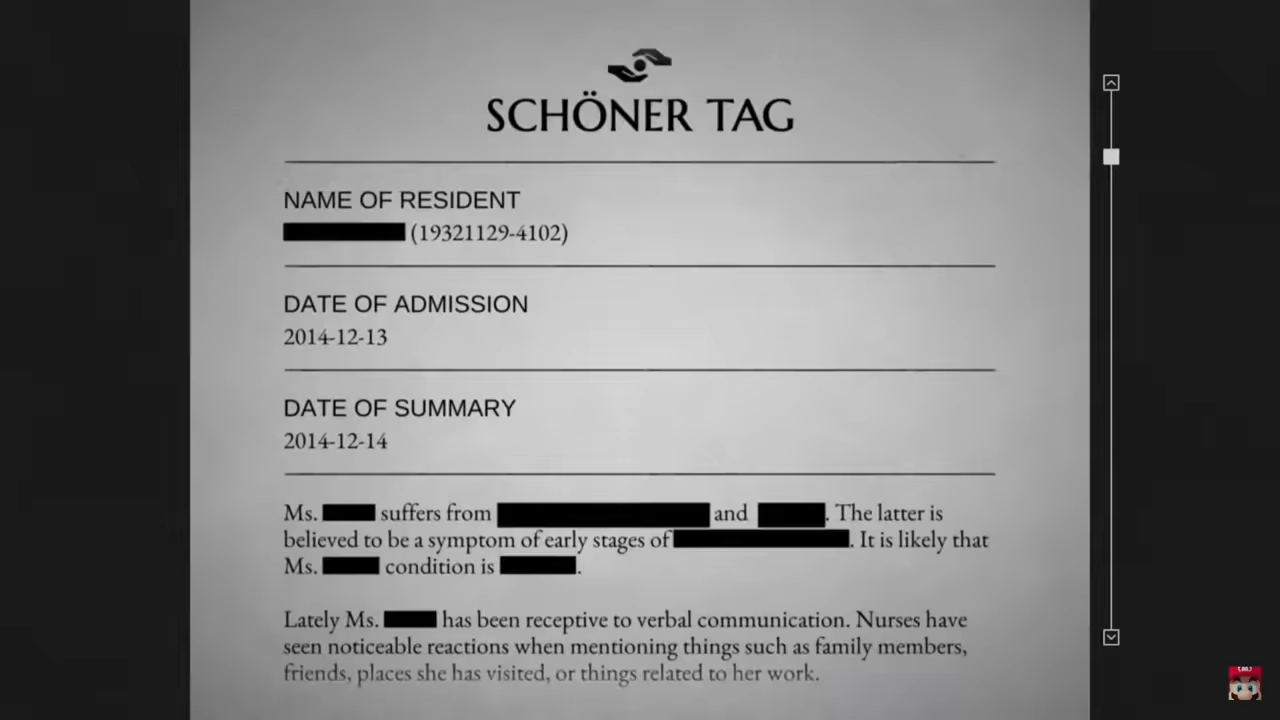 SCHÖNER TAG
NAME OF RESIDENT
(19321129-4102)
DATE OF ADMISSION
2014-12-13
DATE OF SUMMARY
2014-12-14
Ms. suffers from and . The latter is
believed to be a symptom of early stages of . It is likely that
Ms. condition is .
Lately Ms. has been receptive to verbal communication. Nurses have
seen noticeable reactions when mentioning things such as family members,
friends, places she has visited, or things related to her work.